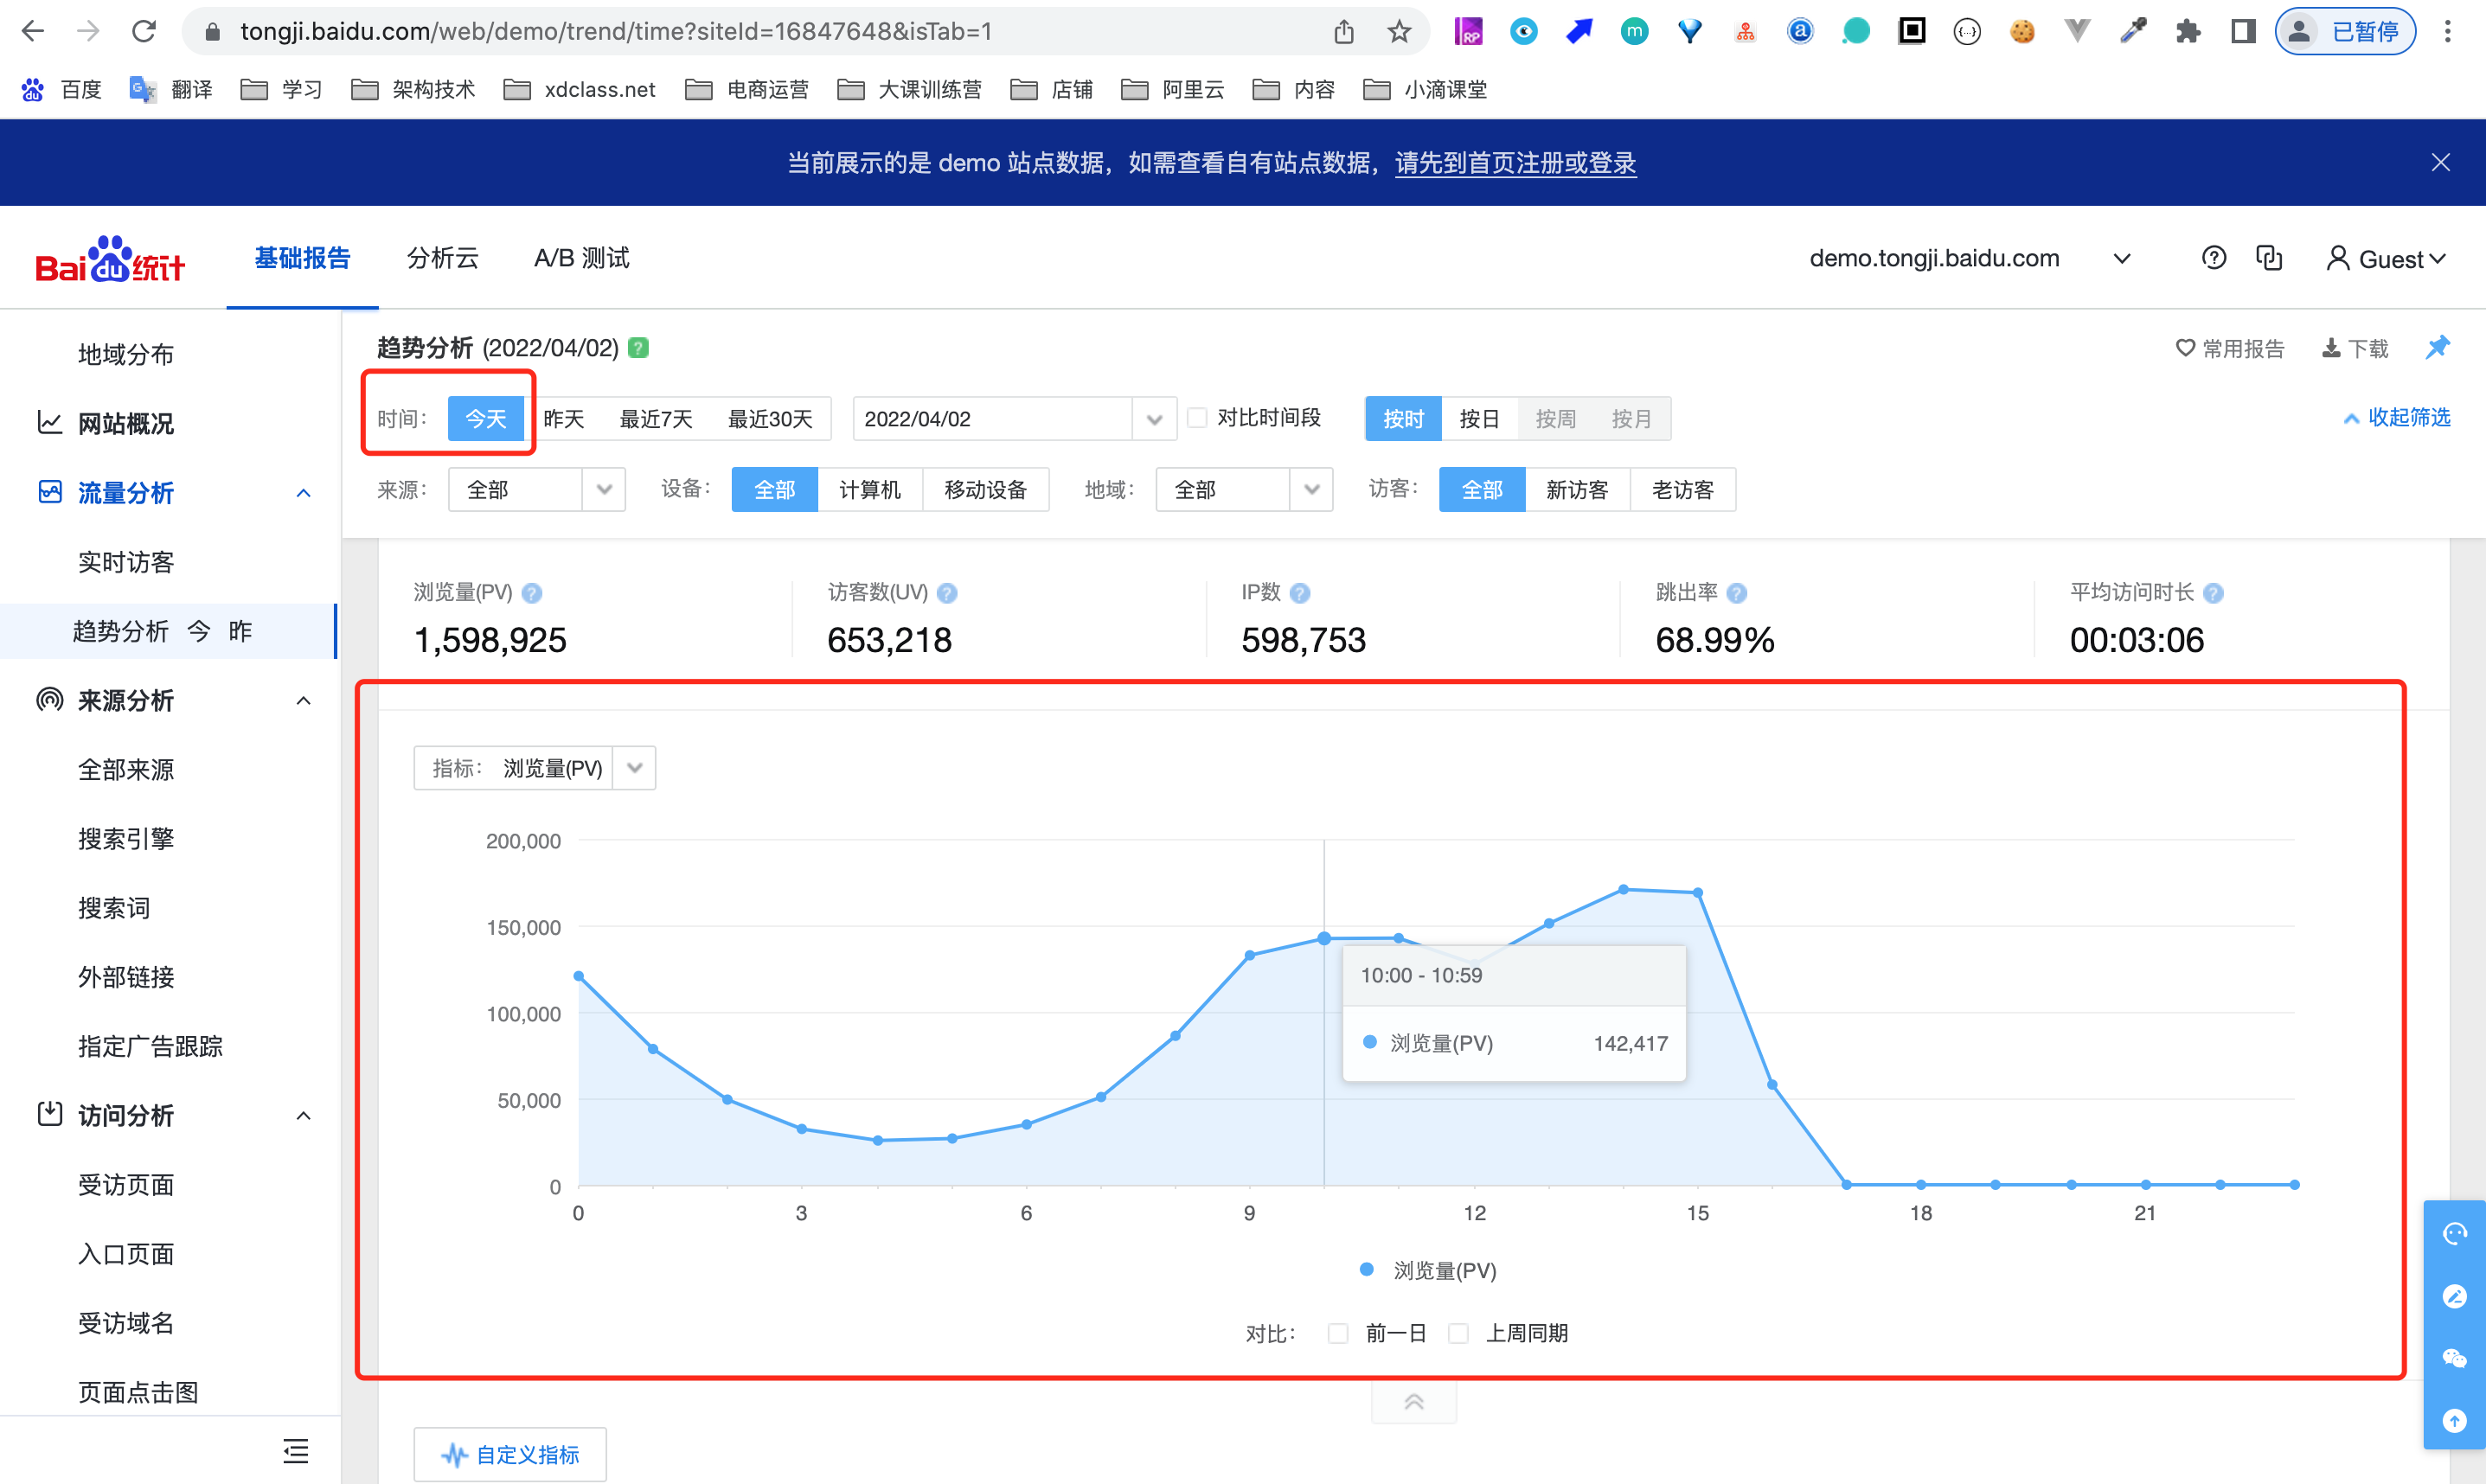 tongji.baidu.com/web/demo/trend/time?siteId=16847648&isTab=1
已暂停
百度 翻译 学习 架构技术 xdclass.net 电商运营 大课训练营 店铺 阿里云 内容 小滴课堂
当前展示的是 demo 站点数据，如需查看自有站点数据，请先到首页注册或登录
Bai du 统计
基础报告 分析云 A/B 测试
demo.tongji.baidu.com
Guest
地域分布
网站概况
流量分析
实时访客
趋势分析 今 昨
来源分析
全部来源
搜索引擎
搜索词
外部链接
指定广告跟踪
访问分析
受访页面
入口页面
受访域名
页面点击图
趋势分析 (2022/04/02) ?
常用报告 下载
时间： 今天 昨天 最近7天 最近30天 2022/04/02 对比时间段 按时 按日 按周 按月
收起筛选
来源： 全部 设备： 全部 计算机 移动设备 地域： 全部 访客： 全部 新访客 老访客
浏览量(PV) ? 访客数(UV) ? IP数 ? 跳出率 ? 平均访问时长 ?
1,598,925 653,218 598,753 68.99% 00:03:06
指标： 浏览量(PV)
200,000
150,000
100,000
50,000
0
10:00 - 10:59
浏览量(PV) 142,417
0 3 6 9 12 15 18 21
浏览量(PV)
对比： 前一日 上周同期
自定义指标